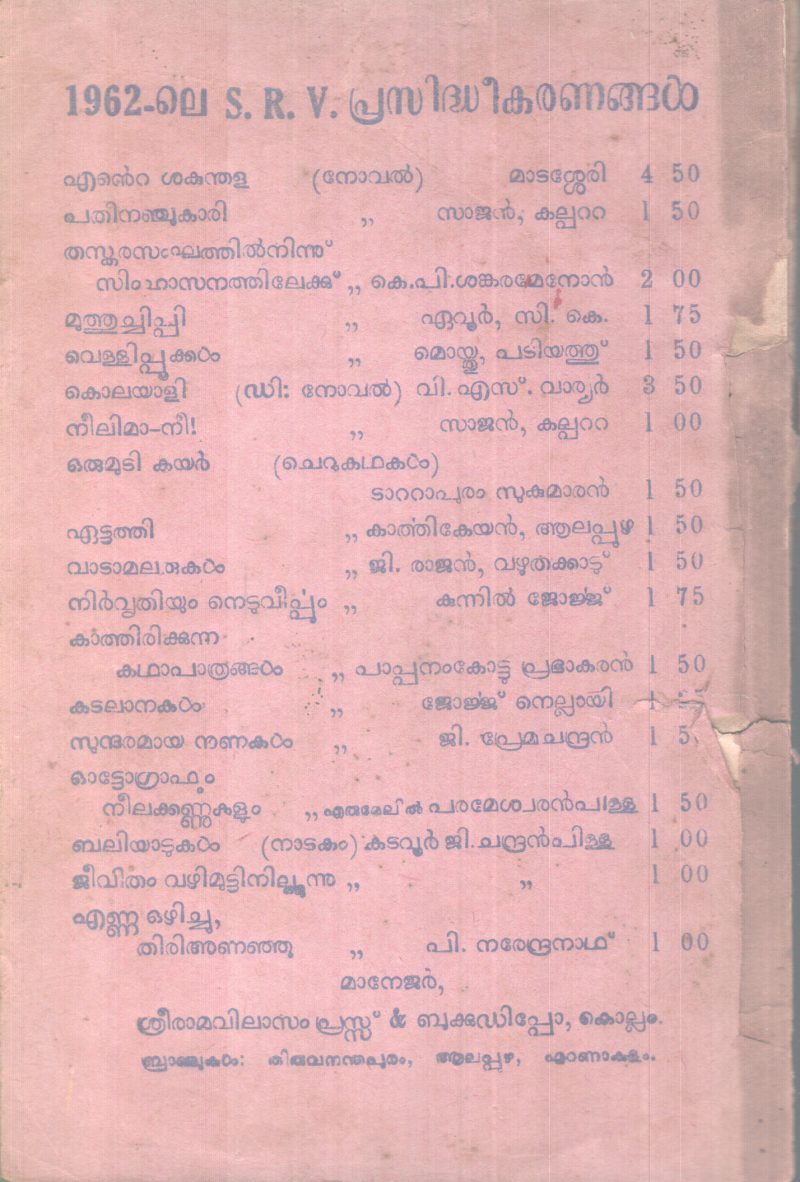 1962-ലെ S. R. V. പ്രസിദ്ധീകരണങ്ങൾ
എൻെറ ശകുന്തള (നോവൽ) മാടശ്ശേരി 4 50
പതിനഞ്ചുകാരി ,, സാജൻ, കല്പററ 1 50
തസ്കരസംഘത്തിൽനിന്നു്
സിംഹാസനത്തിലേക്കു് ,, കെ.പി.ശങ്കരമേനോൻ 2 00
മുത്തുച്ചിപ്പി ,, ഏവൂർ, സി. കെ. 1 75
വെള്ളിപ്പൂക്കൾ ,, മൊയ്തു, പടിയത്തു് 1 50
കൊലയാളി (ഡി: നോവൽ) വി. എസ്. വാര്യർ 3 50
നീലിമാ-നീ! ,, സാജൻ, കല്പററ 1 00
ഒരുമുടി കയർ (ചെറുകഥകൾ)
ടാററാപുരം സുകുമാരൻ 1 50
ഏട്ടത്തി ,, കാർത്തികേയൻ, ആലപ്പുഴ 1 50
വാടാമലരുകൾ ,, ജി. രാജൻ, വഴുതക്കാടു് 1 50
നിർവൃതിയും നെടുവീർപ്പും ,, കുന്നിൽ ജോർജ്ജ് 1 75
കാത്തിരിക്കുന്ന
കഥാപാത്രങ്ങൾ ,, പാപ്പനംകോട്ടു പ്രഭാകരൻ 1 50
കടലാനകൾ ,, ജോർജ്ജ് നെല്ലായി 1
സുന്ദരമായ നുണകൾ ,, ജി. പ്രേമചന്ദ്രൻ 1 5
ഓട്ടോഗ്രാഫും
നീലക്കണ്ണുകളും ,, എരുമേലിൽ പരമേശ്വരൻപിള്ള 1 50
ബലിയാടുകൾ (നാടകം) കടവൂർ ജി. ചന്ദ്രൻപിള്ള 1 00
ജീവിതം വഴിമുട്ടിനില്ക്കുന്നു ,, ,, 1 00
എണ്ണ ഒഴിച്ചു,
തിരിഅണഞ്ഞു ,, പി. നരേന്ദ്രനാഥ് 1 00
മാനേജർ,
ശ്രീരാമവിലാസം പ്രസ്സ് & ബുക്കുഡിപ്പോ, കൊല്ലം.
ബ്രാഞ്ചുകൾ: തിരുവനന്തപുരം, ആലപ്പുഴ, എറണാകുളം.